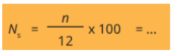 Nₛ = n / 12 x 100 = ...